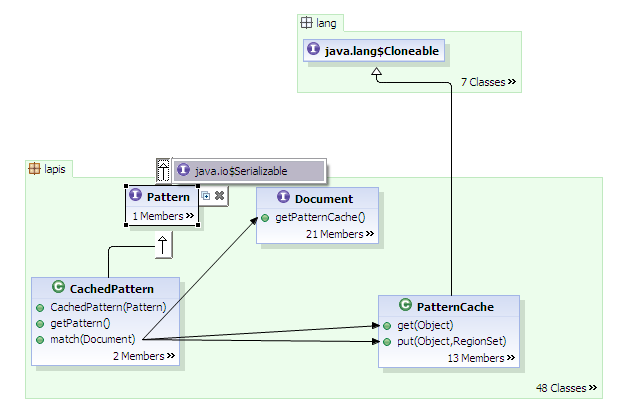 lang
java.lang$Cloneable
7 Classes »
lapis
java.io$Serializable
Pattern
1 Members »
Document
getPatternCache()
21 Members »
CachedPattern
CachedPattern(Pattern)
getPattern()
match(Document)
2 Members »
PatternCache
get(Object)
put(Object,RegionSet)
13 Members »
48 Classes »